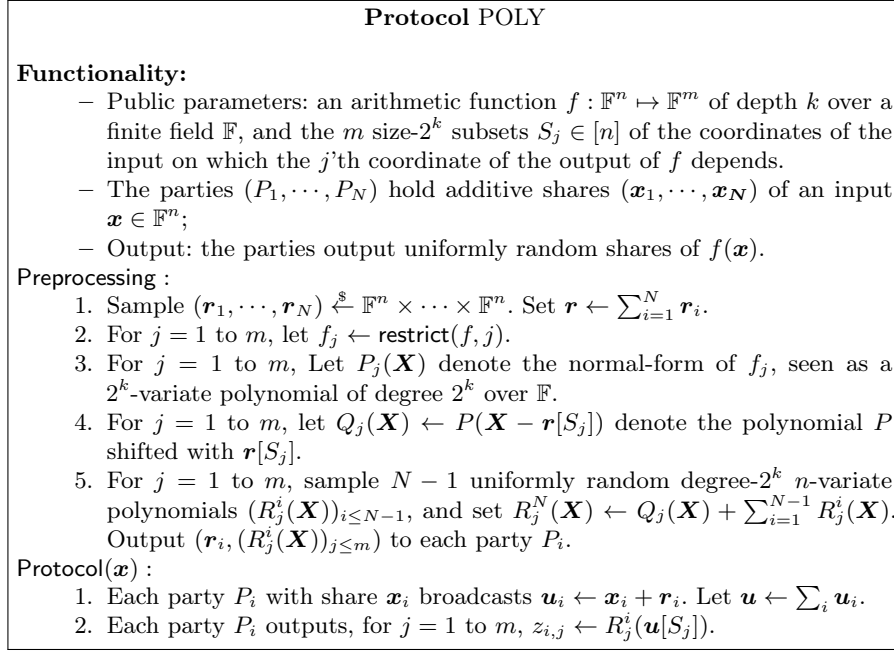 Protocol POLY
Functionality:
– Public parameters: an arithmetic function f : 𝔽ⁿ ↦ 𝔽ᵐ of depth k over a
finite field 𝔽, and the m size-2ᵏ subsets Sⱼ ∈ [n] of the coordinates of the
input on which the j'th coordinate of the output of f depends.
– The parties (P₁, ⋯, P_N) hold additive shares (𝒙₁, ⋯, 𝒙_𝑵) of an input
𝒙 ∈ 𝔽ⁿ;
– Output: the parties output uniformly random shares of f(𝒙).
Preprocessing :
1. Sample (𝒓₁, ⋯, 𝒓_N) ←$ 𝔽ⁿ × ⋯ × 𝔽ⁿ. Set 𝒓 ← ∑_{i=1}^{N} 𝒓ᵢ.
2. For j = 1 to m, let fⱼ ← restrict(f, j).
3. For j = 1 to m, Let Pⱼ(𝑿) denote the normal-form of fⱼ, seen as a
2ᵏ-variate polynomial of degree 2ᵏ over 𝔽.
4. For j = 1 to m, let Qⱼ(𝑿) ← P(𝑿 − 𝒓[Sⱼ]) denote the polynomial P
shifted with 𝒓[Sⱼ].
5. For j = 1 to m, sample N − 1 uniformly random degree-2ᵏ n-variate
polynomials (R_j^i(𝑿))_{i≤N−1}, and set R_j^N(𝑿) ← Qⱼ(𝑿) + ∑_{i=1}^{N−1} R_j^i(𝑿).
Output (𝒓ᵢ, (R_j^i(𝑿))_{j≤m}) to each party Pᵢ.
Protocol(𝒙) :
1. Each party Pᵢ with share 𝒙ᵢ broadcasts 𝒖ᵢ ← 𝒙ᵢ + 𝒓ᵢ. Let 𝒖 ← ∑ᵢ 𝒖ᵢ.
2. Each party Pᵢ outputs, for j = 1 to m, z_{i,j} ← R_j^i(𝒖[Sⱼ]).